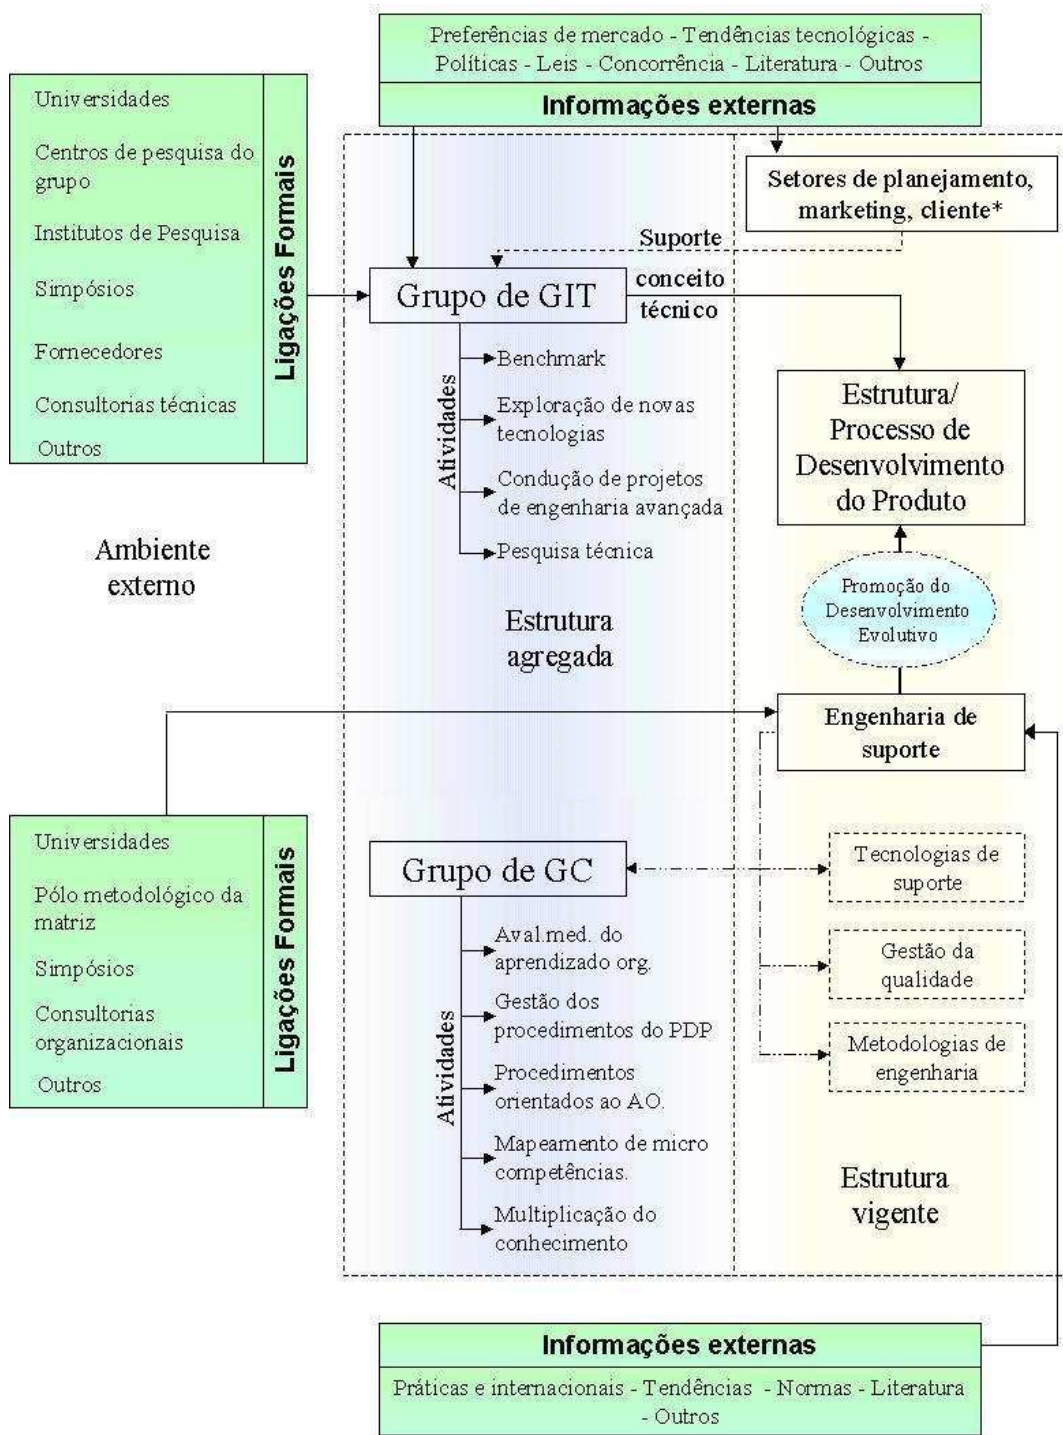 Preferências de mercado - Tendências tecnológicas -
Políticas - Leis - Concorrência - Literatura - Outros
Informações externas
Universidades
Centros de pesquisa do
grupo
Institutos de Pesquisa
Simpósios
Fornecedores
Consultorias técnicas
Outros
Ligações Formais
Setores de planejamento,
marketing, cliente*
Suporte
Grupo de GIT
conceito
técnico
Atividades
Benchmark
Exploração de novas
tecnologias
Condução de projetos
de engenharia avançada
Pesquisa técnica
Estrutura/
Processo de
Desenvolvimento
do Produto
Ambiente
externo
Estrutura
agregada
Promoção do
Desenvolvimento
Evolutivo
Engenharia de
suporte
Universidades
Pólo metodológico da
matriz
Simpósios
Consultorias
organizacionais
Outros
Ligações Formais
Grupo de GC
Atividades
Aval.med. do
aprendizado org.
Gestão dos
procedimentos do PDP
Procedimentos
orientados ao AO.
Mapeamento de micro
competências.
Multiplicação do
conhecimento
Tecnologias de
suporte
Gestão da
qualidade
Metodologias de
engenharia
Estrutura
vigente
Informações externas
Práticas e internacionais - Tendências - Normas - Literatura
- Outros